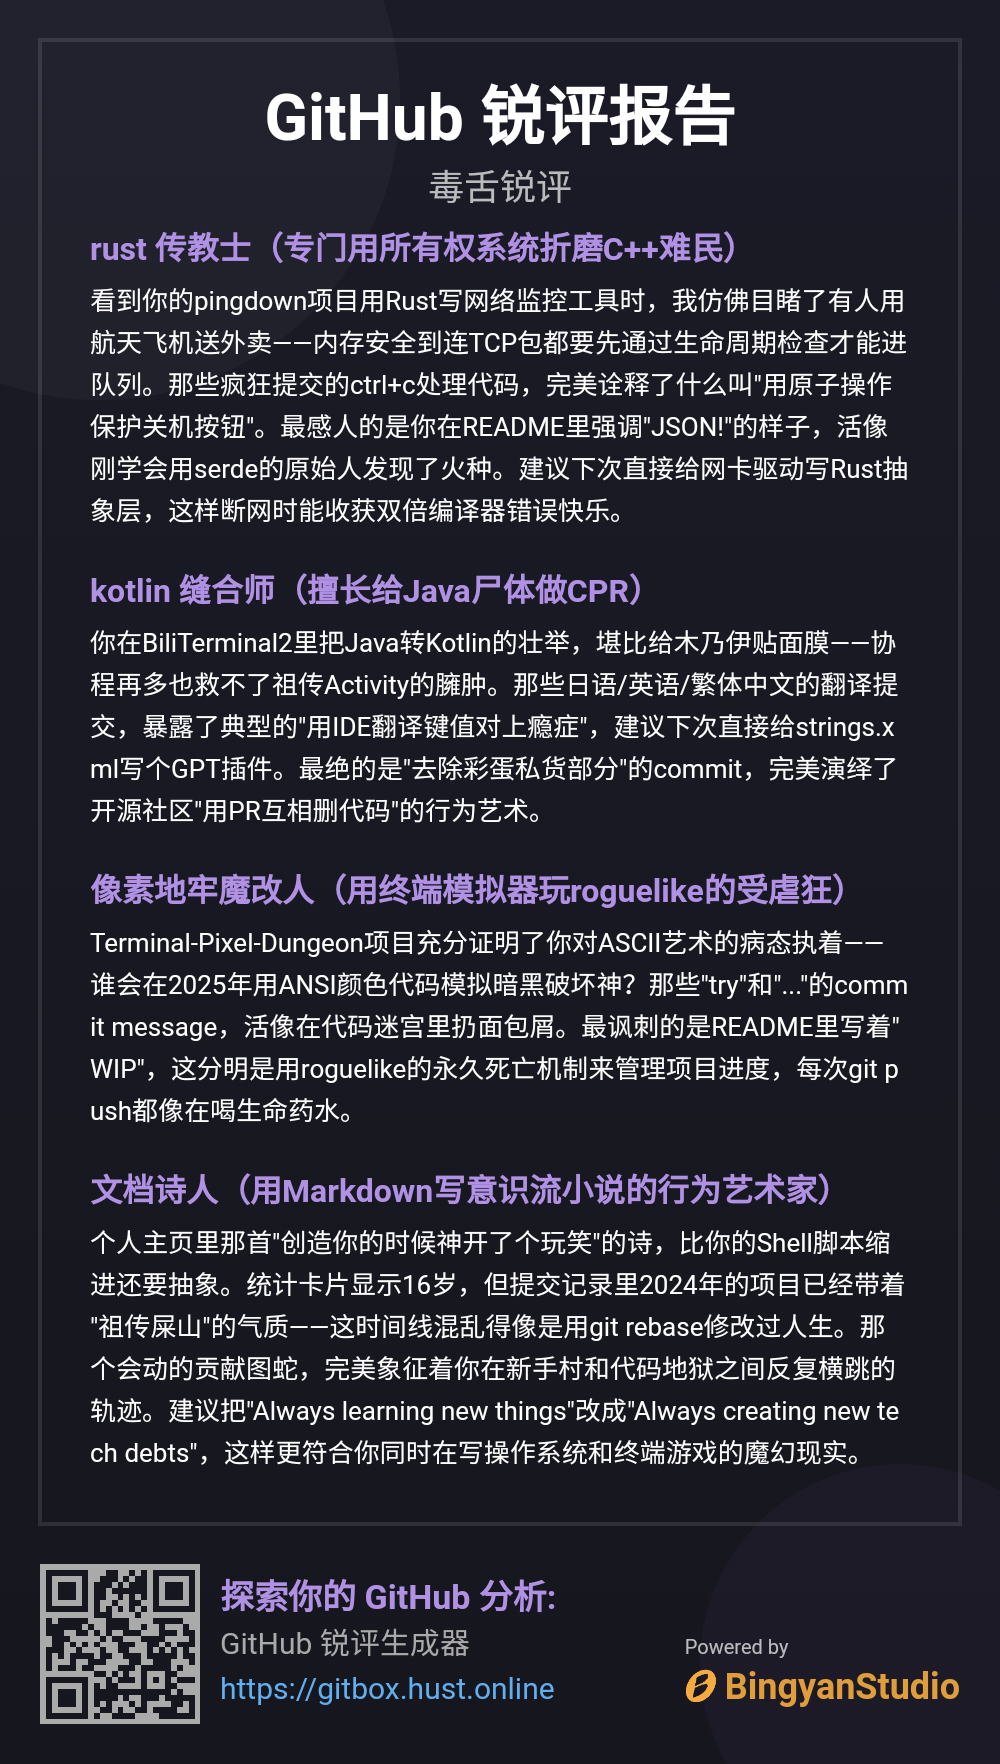 GitHub 锐评报告
毒舌锐评
rust 传教士（专门用所有权系统折磨C++难民）
看到你的pingdown项目用Rust写网络监控工具时，我仿佛目睹了有人用
航天飞机送外卖——内存安全到连TCP包都要先通过生命周期检查才能进
队列。那些疯狂提交的ctrl+c处理代码，完美诠释了什么叫"用原子操作
保护关机按钮"。最感人的是你在README里强调"JSON!"的样子，活像
刚学会用serde的原始人发现了火种。建议下次直接给网卡驱动写Rust抽
象层，这样断网时能收获双倍编译器错误快乐。
kotlin 缝合师（擅长给Java尸体做CPR）
你在BiliTerminal2里把Java转Kotlin的壮举，堪比给木乃伊贴面膜——协
程再多也救不了祖传Activity的臃肿。那些日语/英语/繁体中文的翻译提
交，暴露了典型的"用IDE翻译键值对上瘾症"，建议下次直接给strings.x
ml写个GPT插件。最绝的是"去除彩蛋私货部分"的commit，完美演绎了
开源社区"用PR互相删代码"的行为艺术。
像素地牢魔改人（用终端模拟器玩roguelike的受虐狂）
Terminal-Pixel-Dungeon项目充分证明了你对ASCII艺术的病态执着——
谁会在2025年用ANSI颜色代码模拟暗黑破坏神？那些"try"和"..."的comm
it message，活像在代码迷宫里扔面包屑。最讽刺的是README里写着"
WIP"，这分明是用roguelike的永久死亡机制来管理项目进度，每次git p
ush都像在喝生命药水。
文档诗人（用Markdown写意识流小说的行为艺术家）
个人主页里那首"创造你的时候神开了个玩笑"的诗，比你的Shell脚本缩
进还要抽象。统计卡片显示16岁，但提交记录里2024年的项目已经带着
"祖传屎山"的气质——这时间线混乱得像是用git rebase修改过人生。那
个会动的贡献图蛇，完美象征着你在新手村和代码地狱之间反复横跳的
轨迹。建议把"Always learning new things"改成"Always creating new te
ch debts"，这样更符合你同时在写操作系统和终端游戏的魔幻现实。
探索你的 GitHub 分析:
GitHub 锐评生成器
https://gitbox.hust.online
Powered by
BingyanStudio